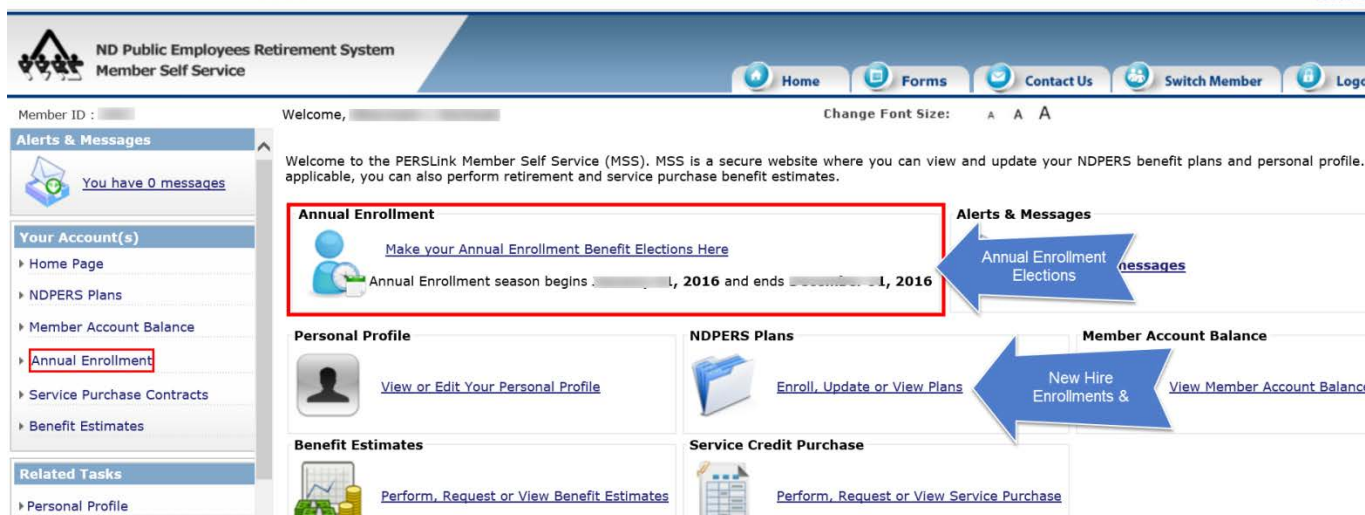 ND Public Employees Retirement System
Member Self Service
Home
Forms
Contact Us
Switch Member
Member ID :
Welcome,
Change Font Size: A A A
Alerts & Messages
You have 0 messages
Your Account(s)
Home Page
NDPERS Plans
Member Account Balance
Annual Enrollment
Service Purchase Contracts
Benefit Estimates
Related Tasks
Personal Profile
Welcome to the PERSLink Member Self Service (MSS). MSS is a secure website where you can view and update your NDPERS benefit plans and personal profile.
applicable, you can also perform retirement and service purchase benefit estimates.
Annual Enrollment
Make your Annual Enrollment Benefit Elections Here
Annual Enrollment season begins 1, 2016 and ends 1, 2016
Alerts & Messages
messages
Annual Enrollment
Elections
Personal Profile
View or Edit Your Personal Profile
NDPERS Plans
Enroll, Update or View Plans
New Hire
Enrollments &
Member Account Balance
View Member Account Balance
Benefit Estimates
Perform, Request or View Benefit Estimates
Service Credit Purchase
Perform, Request or View Service Purchase